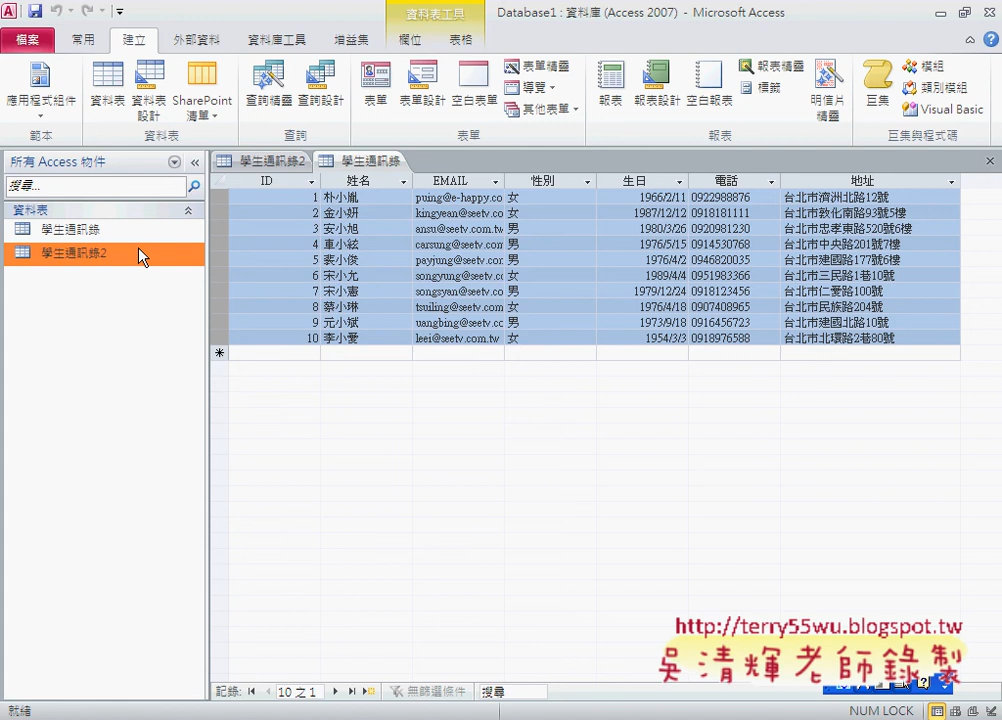 資料表工具
Database1 : 資料庫 (Access 2007) - Microsoft Access
檔案 常用 建立 外部資料 資料庫工具 增益集 欄位 表格
應用程式組件 資料表 資料表設計 SharePoint 清單 查詢精靈 查詢設計 表單 表單設計 空白表單 表單精靈 導覽 其他表單 報表 報表設計 空白報表 報表精靈 標籤 明信片精靈 巨集 模組 類別模組 Visual Basic
範本 資料表 查詢 表單 報表 巨集與程式碼
所有 Access 物件
搜尋...
資料表
學生通訊錄
學生通訊錄2
學生通訊錄2 學生通訊錄
ID 姓名 EMAIL 性別 生日 電話 地址
1 朴小胤 puing@e-happy.co 女 1966/2/11 0922988876 台北市濟洲北路12號
2 金小妍 kingyean@seetv.co 女 1987/12/12 0918181111 台北市敦化南路93號5樓
3 安小旭 ansu@seetv.com.tw 男 1980/3/26 0920981230 台北市忠孝東路520號6樓
4 車小絃 carsung@seetv.com 男 1976/5/15 0914530768 台北市中央路201號7樓
5 裴小俊 payjung@seetv.com 男 1976/4/2 0946820035 台北市建國路177號6樓
6 宋小允 songyung@seetv.co 女 1989/4/4 0951983366 台北市三民路1巷10號
7 宋小憲 songsyan@seetv.co 男 1979/12/24 0918123456 台北市仁愛路100號
8 蔡小琳 tsuiling@seetv.com 女 1976/4/18 0907408965 台北市民族路204號
9 元小斌 uangbing@seetv.cc 男 1973/9/18 0916456723 台北市建國北路10號
10 李小愛 leei@seetv.com.tw 女 1954/3/3 0918976588 台北市北環路2巷80號
http://terry55wu.blogspot.tw
吳清輝老師錄製
記錄: 10 之 1 無篩選條件 搜尋
就緒 NUM LOCK